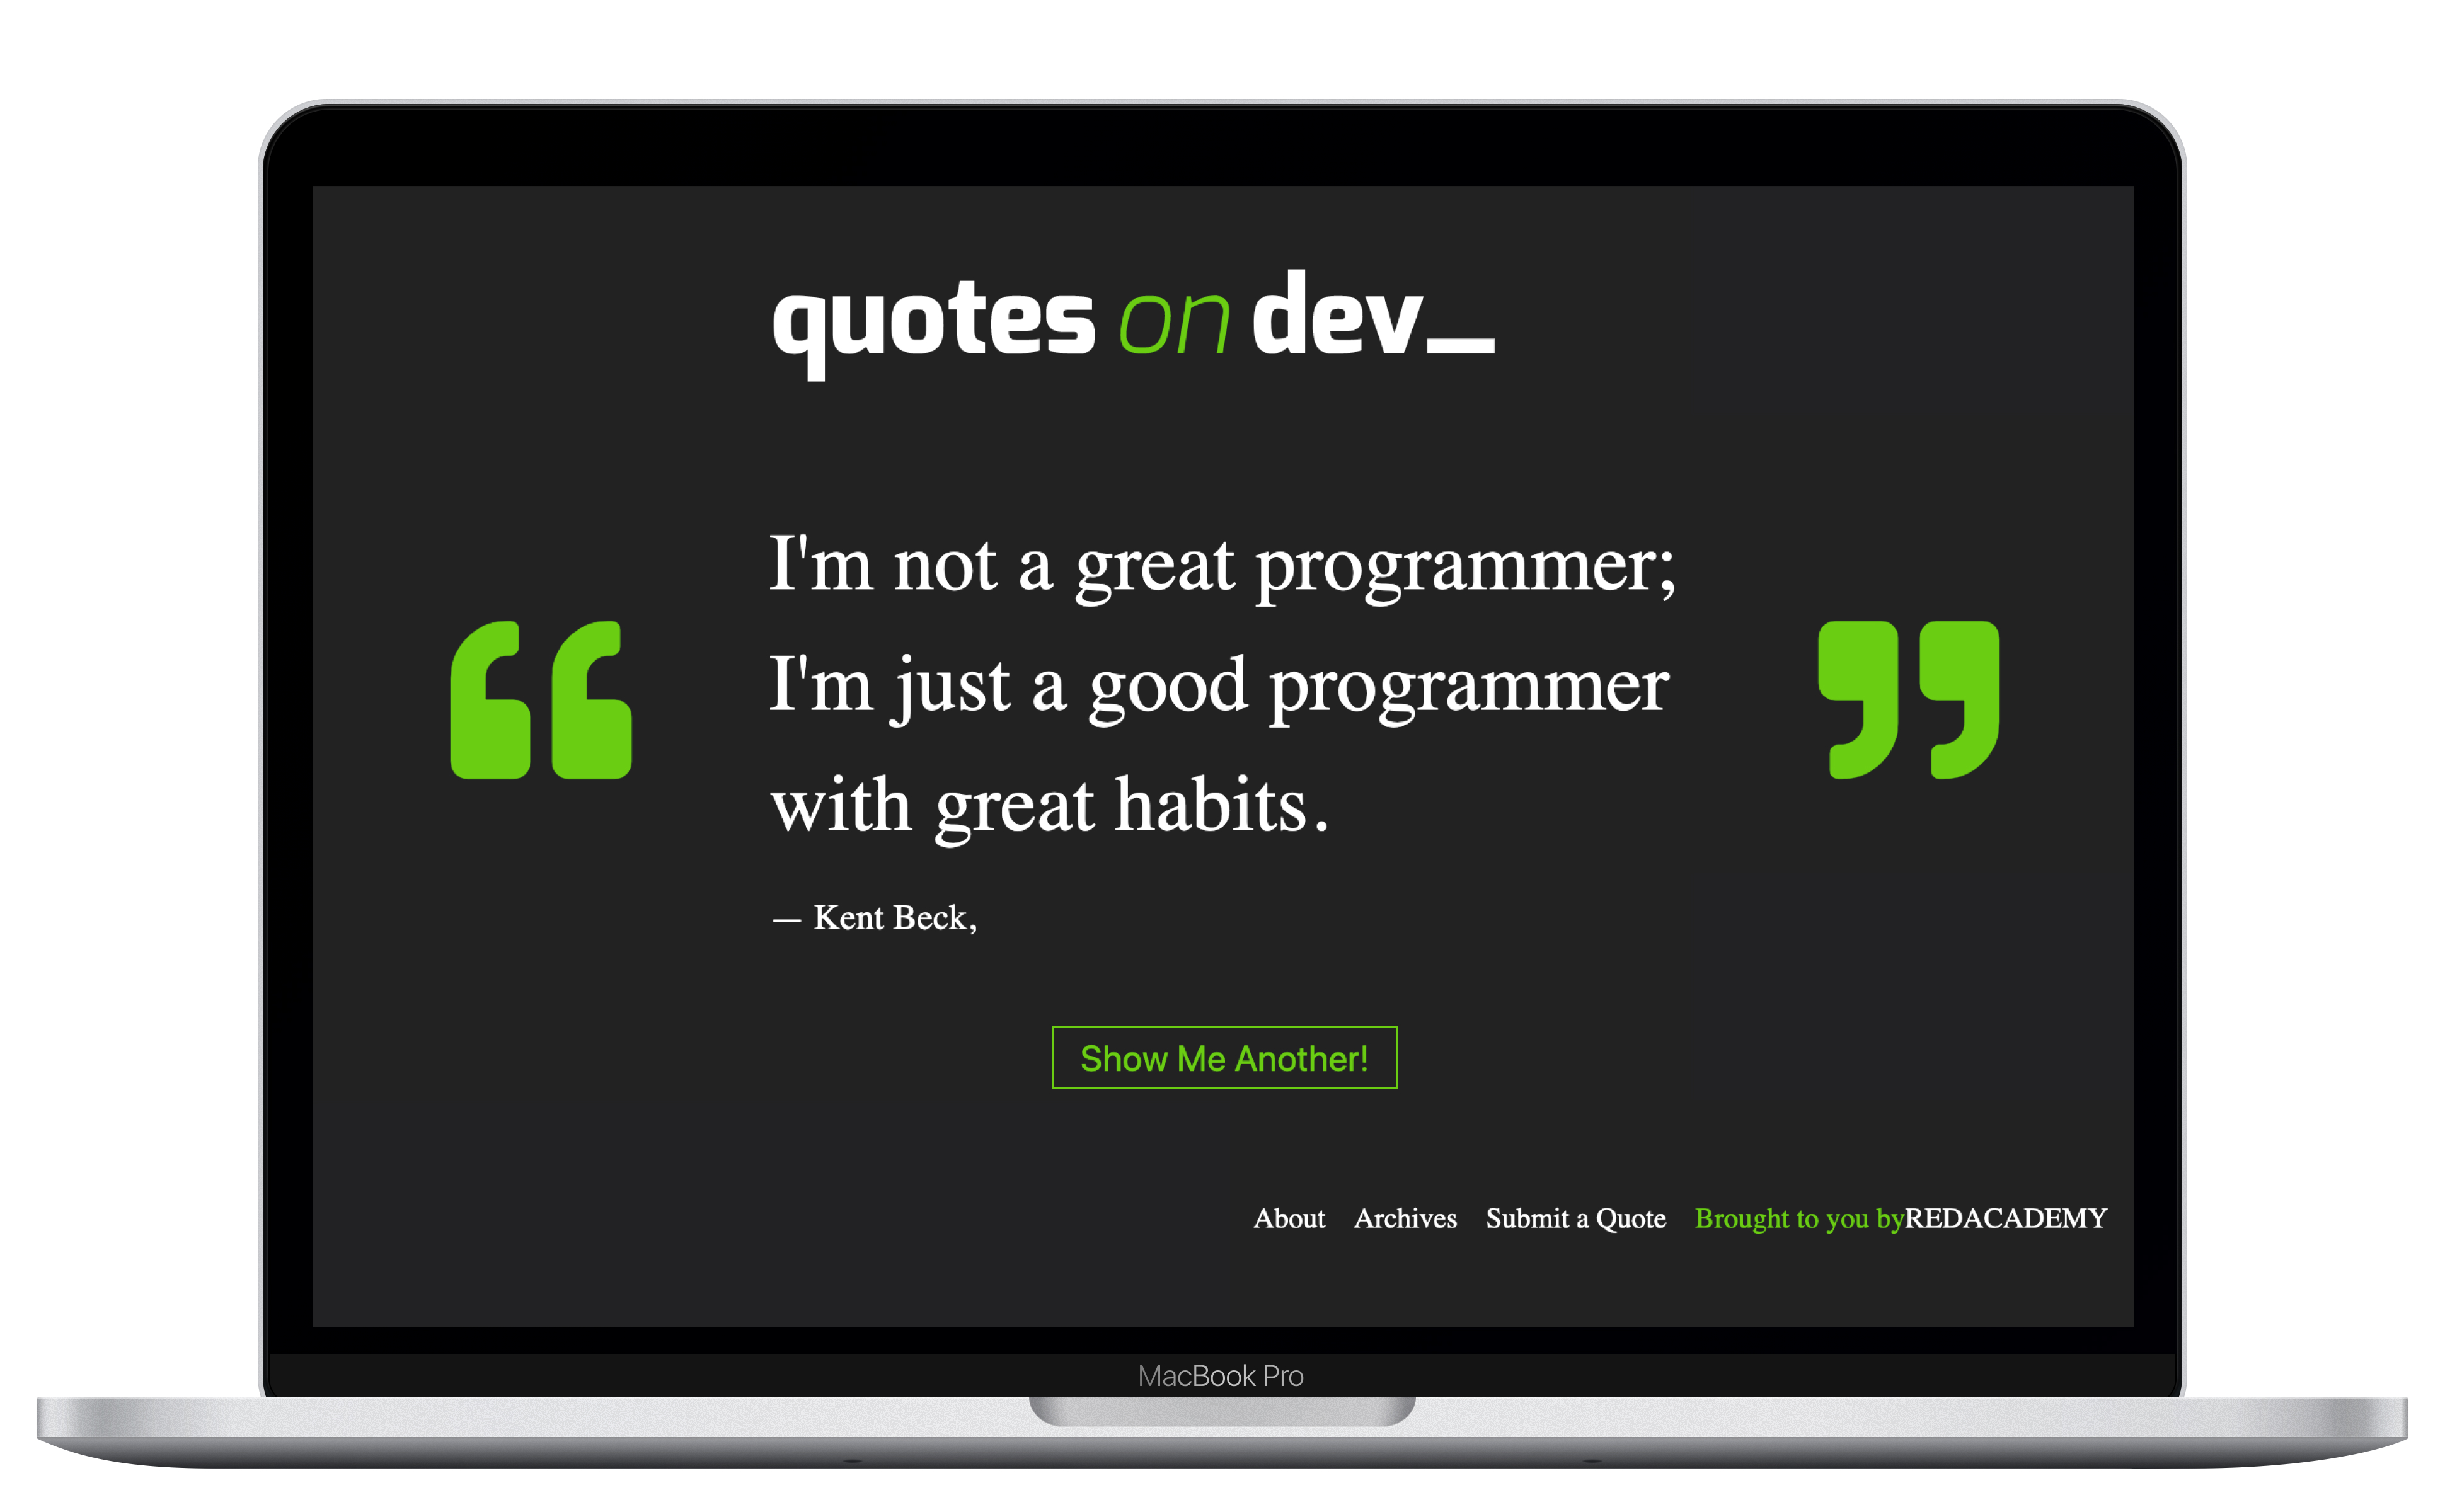 quotes on dev_
I'm not a great programmer;
I'm just a good programmer
with great habits.
— Kent Beck,
Show Me Another!
About Archives Submit a Quote Brought to you byREDACADEMY
MacBook Pro